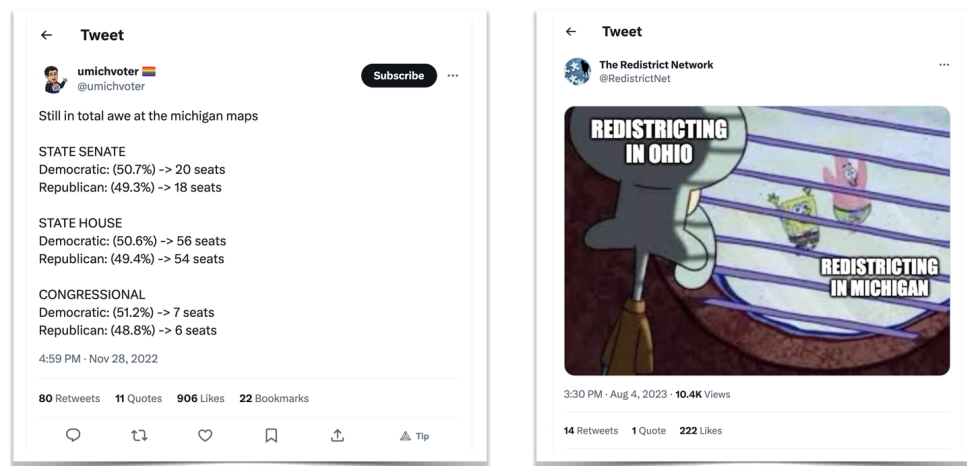 Tweet
umichvoter 🏳️‍🌈
@umichvoter
Subscribe
Still in total awe at the michigan maps
STATE SENATE
Democratic: (50.7%) -> 20 seats
Republican: (49.3%) -> 18 seats
STATE HOUSE
Democratic: (50.6%) -> 56 seats
Republican: (49.4%) -> 54 seats
CONGRESSIONAL
Democratic: (51.2%) -> 7 seats
Republican: (48.8%) -> 6 seats
4:59 PM · Nov 28, 2022
80 Retweets 11 Quotes 906 Likes 22 Bookmarks
Tip
Tweet
The Redistrict Network
@RedistrictNet
REDISTRICTING
IN OHIO
REDISTRICTING
IN MICHIGAN
3:30 PM · Aug 4, 2023 · 10.4K Views
14 Retweets 1 Quote 222 Likes